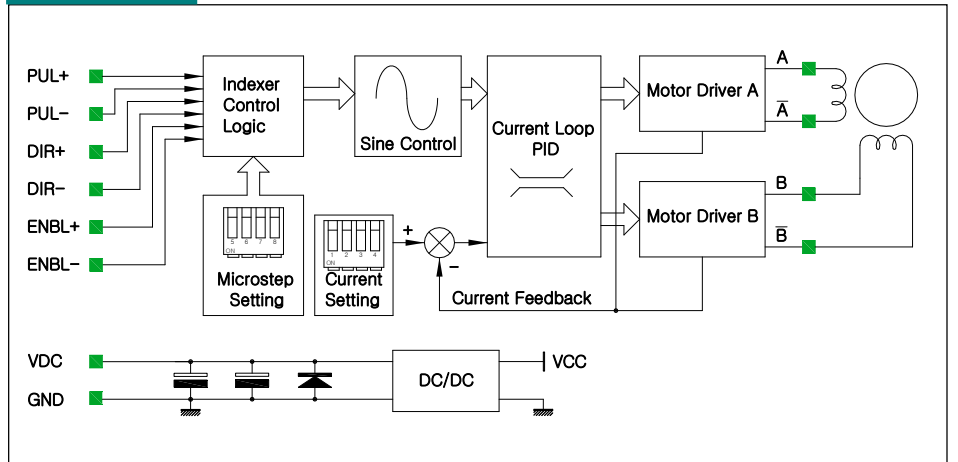 PUL+
PUL-
DIR+
DIR-
ENBL+
ENBL-
Indexer
Control
Logic
Sine Control
Current Loop
PID
Motor Driver A
A
A̅
Motor Driver B
B
B̅
5 6 7 8
ON
Microstep
Setting
1 2 3 4
ON
Current
Setting
+
-
Current Feedback
VDC
GND
DC/DC
VCC